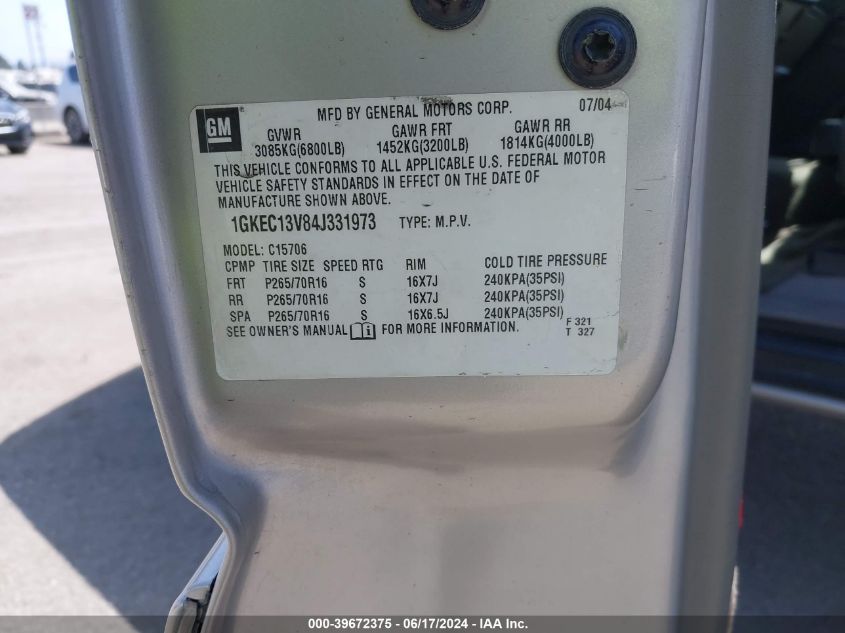 GM
MFD BY GENERAL MOTORS CORP. 07/04
GVWR GAWR FRT GAWR RR
3085KG(6800LB) 1452KG(3200LB) 1814KG(4000LB)
THIS VEHICLE CONFORMS TO ALL APPLICABLE U.S. FEDERAL MOTOR
VEHICLE SAFETY STANDARDS IN EFFECT ON THE DATE OF
MANUFACTURE SHOWN ABOVE.
1GKEC13V84J331973 TYPE: M.P.V.
MODEL: C15706
CPMP TIRE SIZE SPEED RTG RIM COLD TIRE PRESSURE
FRT P265/70R16 S 16X7J 240KPA(35PSI)
RR P265/70R16 S 16X7J 240KPA(35PSI)
SPA P265/70R16 S 16X6.5J 240KPA(35PSI)
SEE OWNER'S MANUAL i FOR MORE INFORMATION.
F 321
T 327
000-39672375 - 06/17/2024 - IAA Inc.